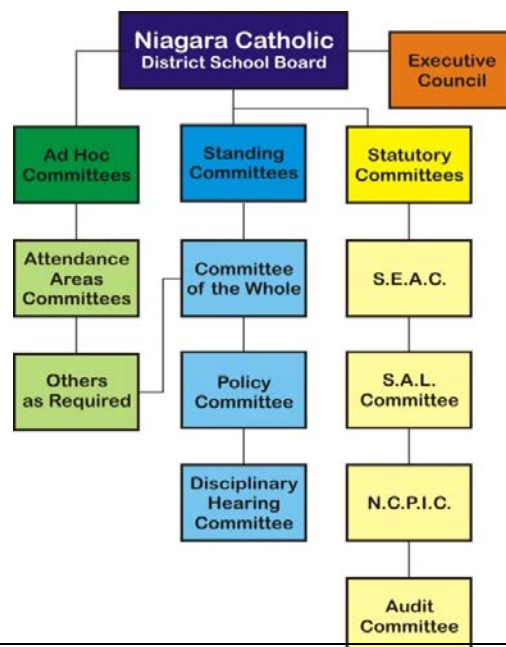 Niagara Catholic
District School Board
Executive
Council
Ad Hoc
Committees
Standing
Committees
Statutory
Committees
Attendance
Areas
Committees
Committee
of the Whole
S.E.A.C.
Others
as Required
Policy
Committee
S.A.L.
Committee
Disciplinary
Hearing
Committee
N.C.P.I.C.
Audit
Committee